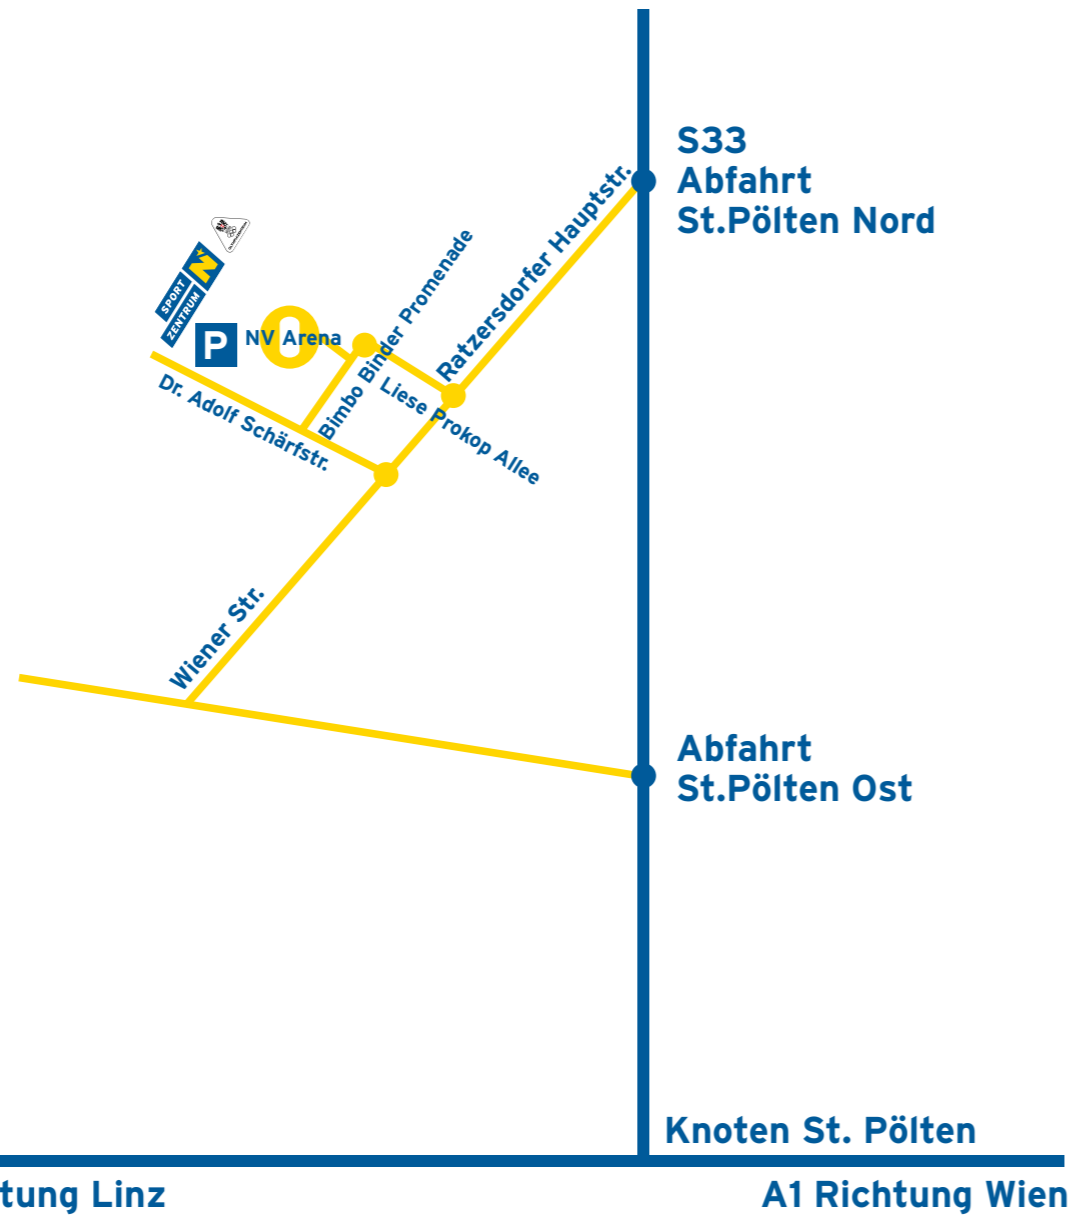 S33
Abfahrt
St.Pölten Nord
Ratzersdorfer Hauptstr.
Bimbo Binder Promenade
N
SPORT
ZENTRUM
P
NV Arena
Liese Prokop Allee
Dr. Adolf Schärfstr.
Wiener Str.
Abfahrt
St.Pölten Ost
Knoten St. Pölten
tung Linz
A1 Richtung Wien